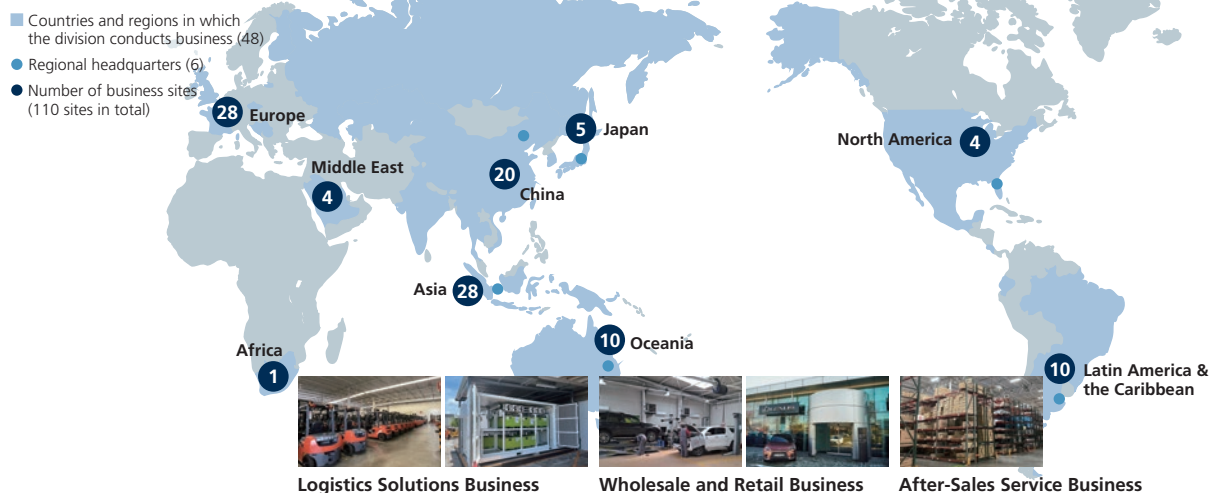 Countries and regions in which
the division conducts business (48)
Regional headquarters (6)
Number of business sites
(110 sites in total)
28 Europe
Middle East
4
5 Japan
20
China
North America 4
Asia 28
10 Oceania
Africa
1
10 Latin America &
the Caribbean
Logistics Solutions Business
Wholesale and Retail Business
After-Sales Service Business